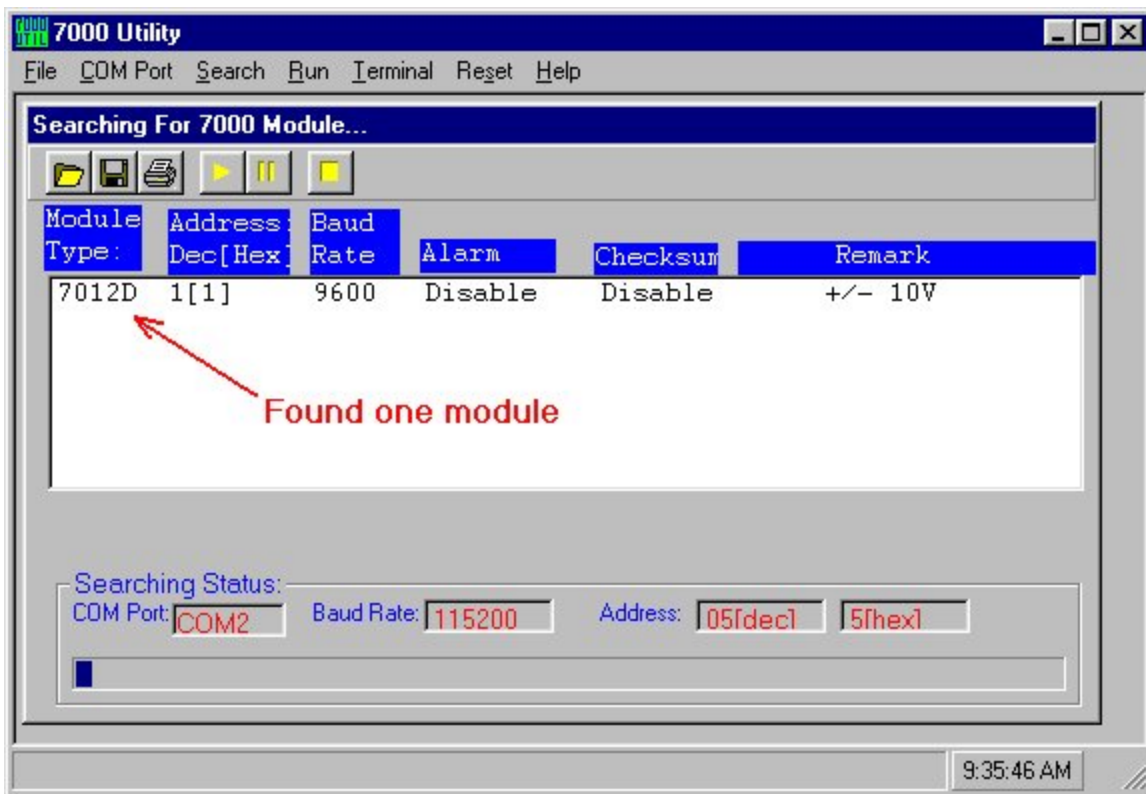 7000 Utility
File COM Port Search Run Terminal Reset Help
Searching For 7000 Module...
Module Type:
Address: Dec[Hex]
Baud Rate
Alarm
Checksum
Remark
7012D 1[1] 9600 Disable Disable +/- 10V
Found one module
Searching Status:
COM Port: COM2 Baud Rate: 115200 Address: 05[dec] 5[hex]
9:35:46 AM